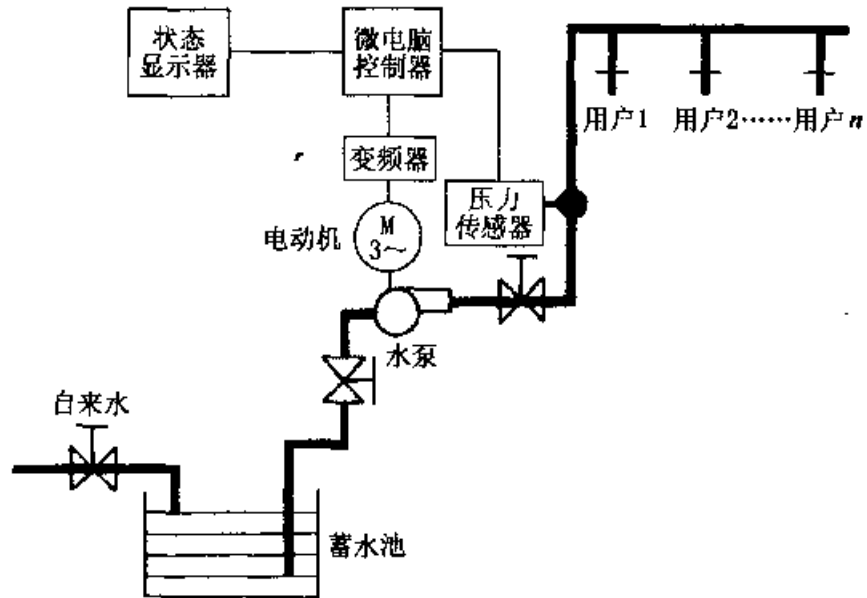 状态
显示器
微电脑
控制器
用户1 用户2……用户n
变频器
压力
传感器
电动机
M
3～
水泵
自来水
蓄水池